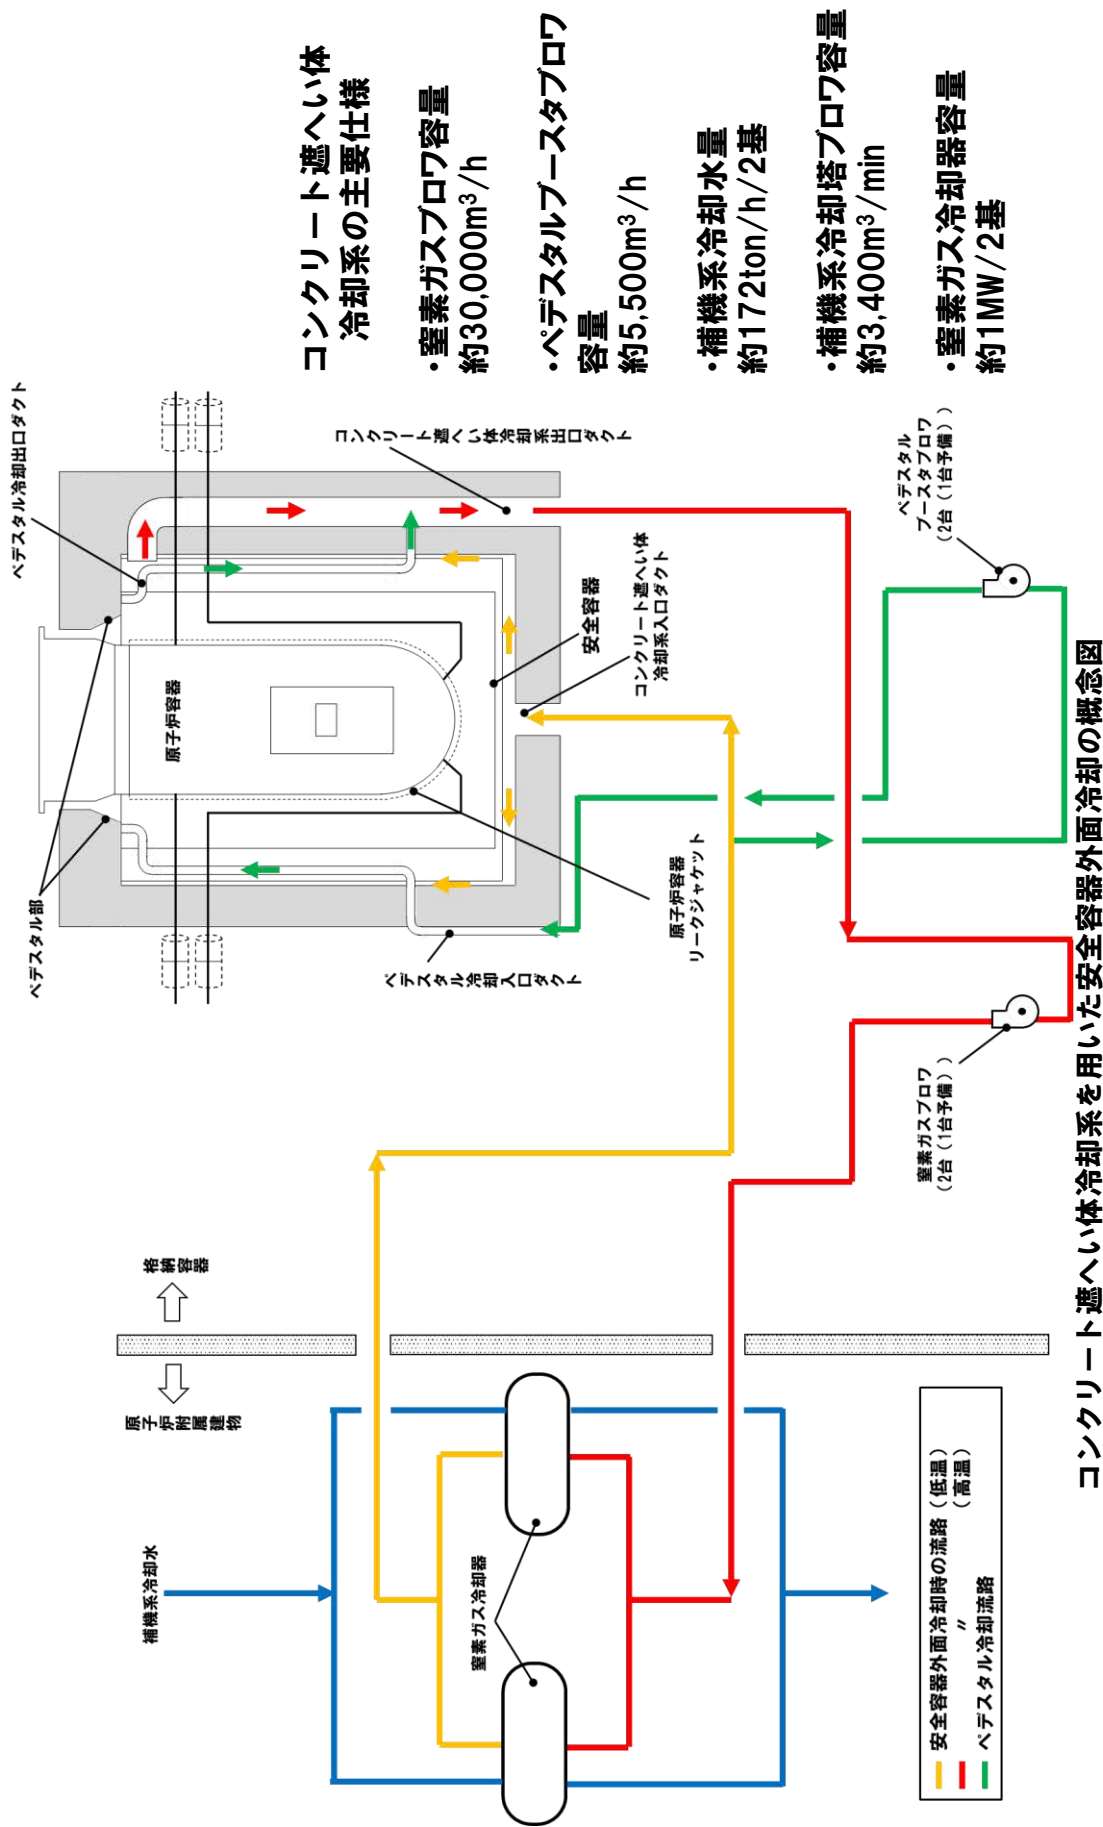 コンクリート遮へい体
冷却系の主要仕様
・窒素ガスブロワ容量
約30,000m³/h
・ペデスタルブースタブロワ
容量
約5,500m³/h
・補機系冷却水量
約172ton/h/2基
・補機系冷却塔ブロワ容量
約3,400m³/min
・窒素ガス冷却器容量
約1MW/2基
ペデスタル冷却出口ダクト
コンクリート遮へい体冷却系出口ダクト
ペデスタル部
原子炉容器
安全容器
コンクリート遮へい体
冷却系入口ダクト
原子炉容器
リークジャケット
ペデスタル冷却入口ダクト
ペデスタル
ブースタブロワ
(2台(1台予備))
窒素ガスブロワ
(2台(1台予備))
格納容器
原子炉附属建物
補機系冷却水
窒素ガス冷却器
安全容器外面冷却時の流路(低温)
〃 (高温)
ペデスタル冷却流路
コンクリート遮へい体冷却系を用いた安全容器外面冷却の概念図